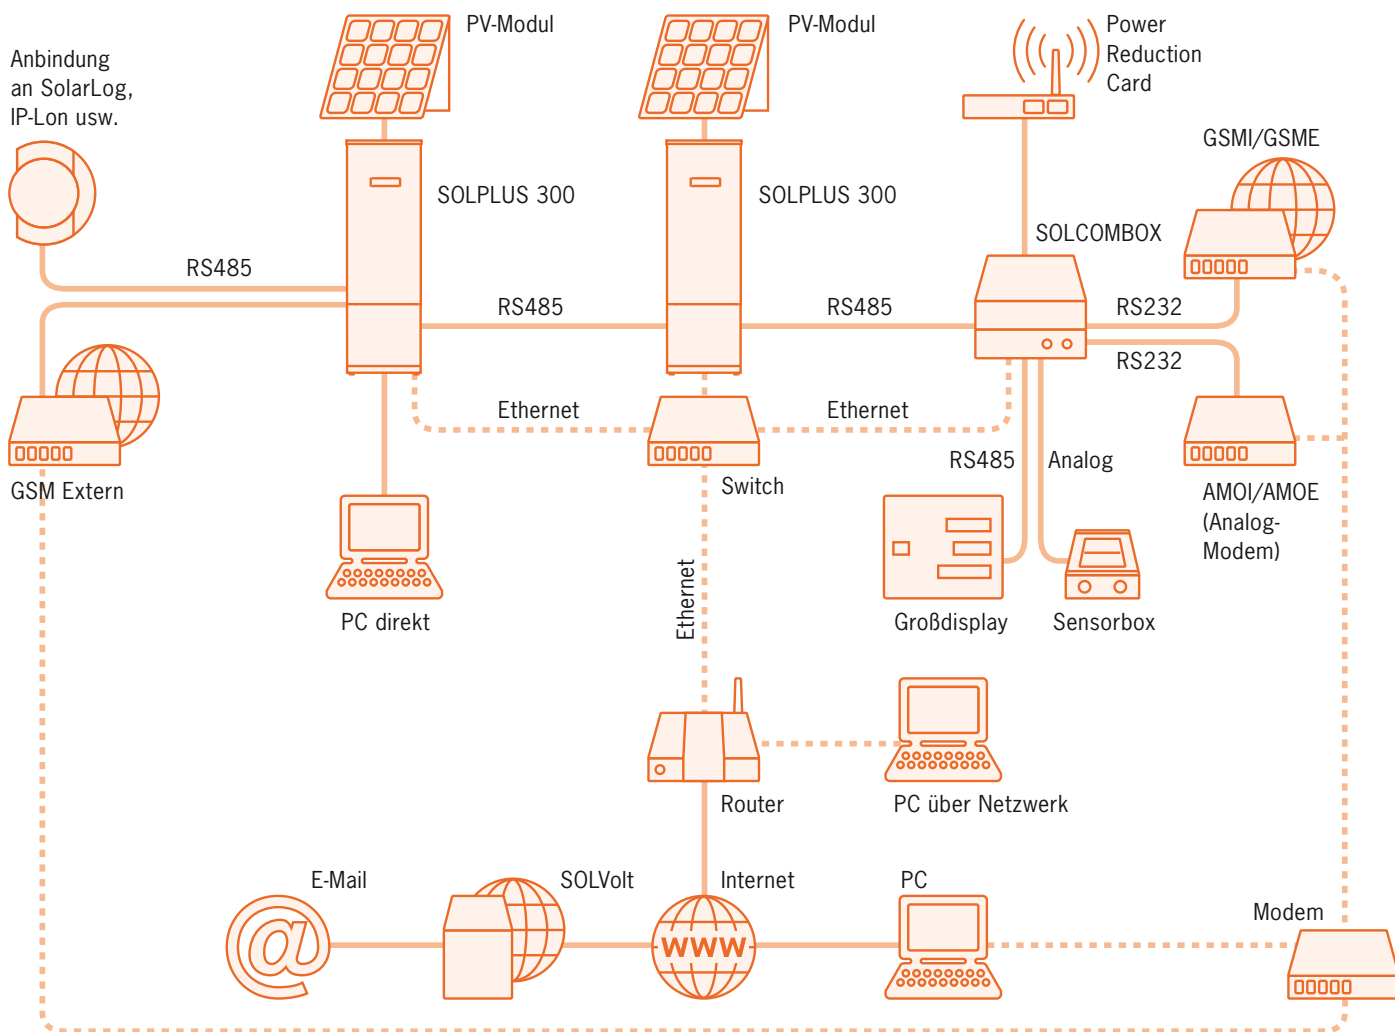 PV-Modul
PV-Modul
Power
Reduction
Card
Anbindung
an SolarLog,
IP-Lon usw.
GSMI/GSME
SOLPLUS 300
SOLPLUS 300
SOLCOMBOX
RS485
RS485
RS485
RS232
RS232
Ethernet
Ethernet
RS485
Analog
GSM Extern
Switch
AMOI/AMOE
(Analog-
Modem)
Ethernet
PC direkt
Großdisplay
Sensorbox
Router
PC über Netzwerk
E-Mail
SOLVolt
Internet
PC
Modem
WWW